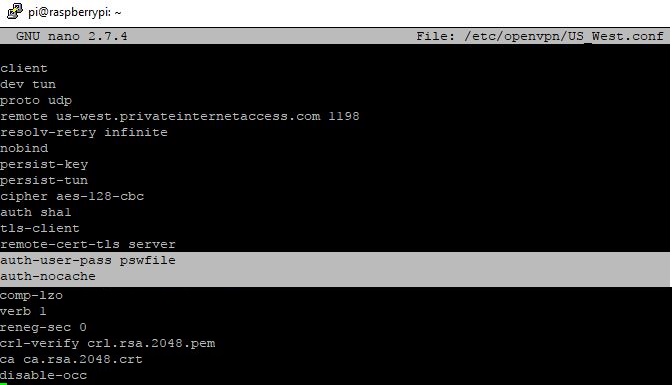 pi@raspberrypi: ~
GNU nano 2.7.4 File: /etc/openvpn/US_West.conf
client
dev tun
proto udp
remote us-west.privateinternetaccess.com 1198
resolv-retry infinite
nobind
persist-key
persist-tun
cipher aes-128-cbc
auth sha1
tls-client
remote-cert-tls server
auth-user-pass pswfile
auth-nocache
comp-lzo
verb 1
reneg-sec 0
crl-verify crl.rsa.2048.pem
ca ca.rsa.2048.crt
disable-occ